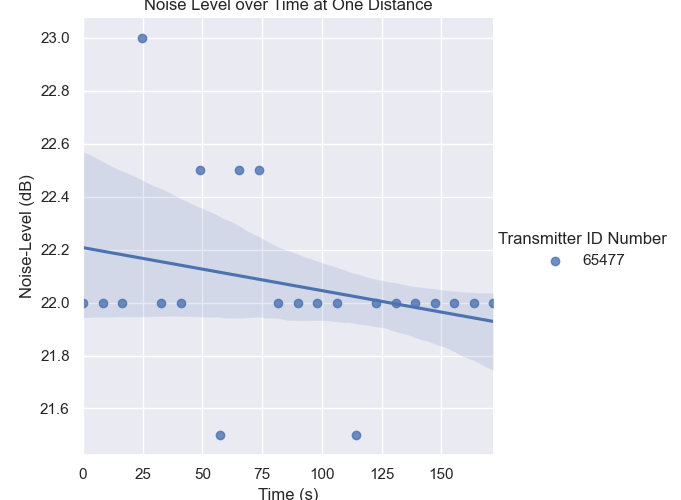 Noise Level over Time at One Distance
23.0
22.8
22.6
22.4
22.2
22.0
21.8
21.6
Noise-Level (dB)
0 25 50 75 100 125 150
Time (s)
Transmitter ID Number
65477